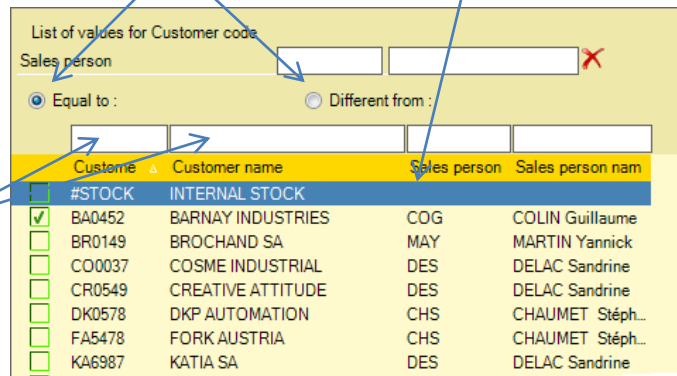 List of values for Customer code
Sales person
Equal to : Different from :
Custome Customer name Sales person Sales person nam
#STOCK INTERNAL STOCK
BA0452 BARNAY INDUSTRIES COG COLIN Guillaume
BR0149 BROCHAND SA MAY MARTIN Yannick
CO0037 COSME INDUSTRIAL DES DELAC Sandrine
CR0549 CREATIVE ATTITUDE DES DELAC Sandrine
DK0578 DKP AUTOMATION CHS CHAUMET Stéph...
FA5478 FORK AUSTRIA CHS CHAUMET Stéph...
KA6987 KATIA SA DES DELAC Sandrine